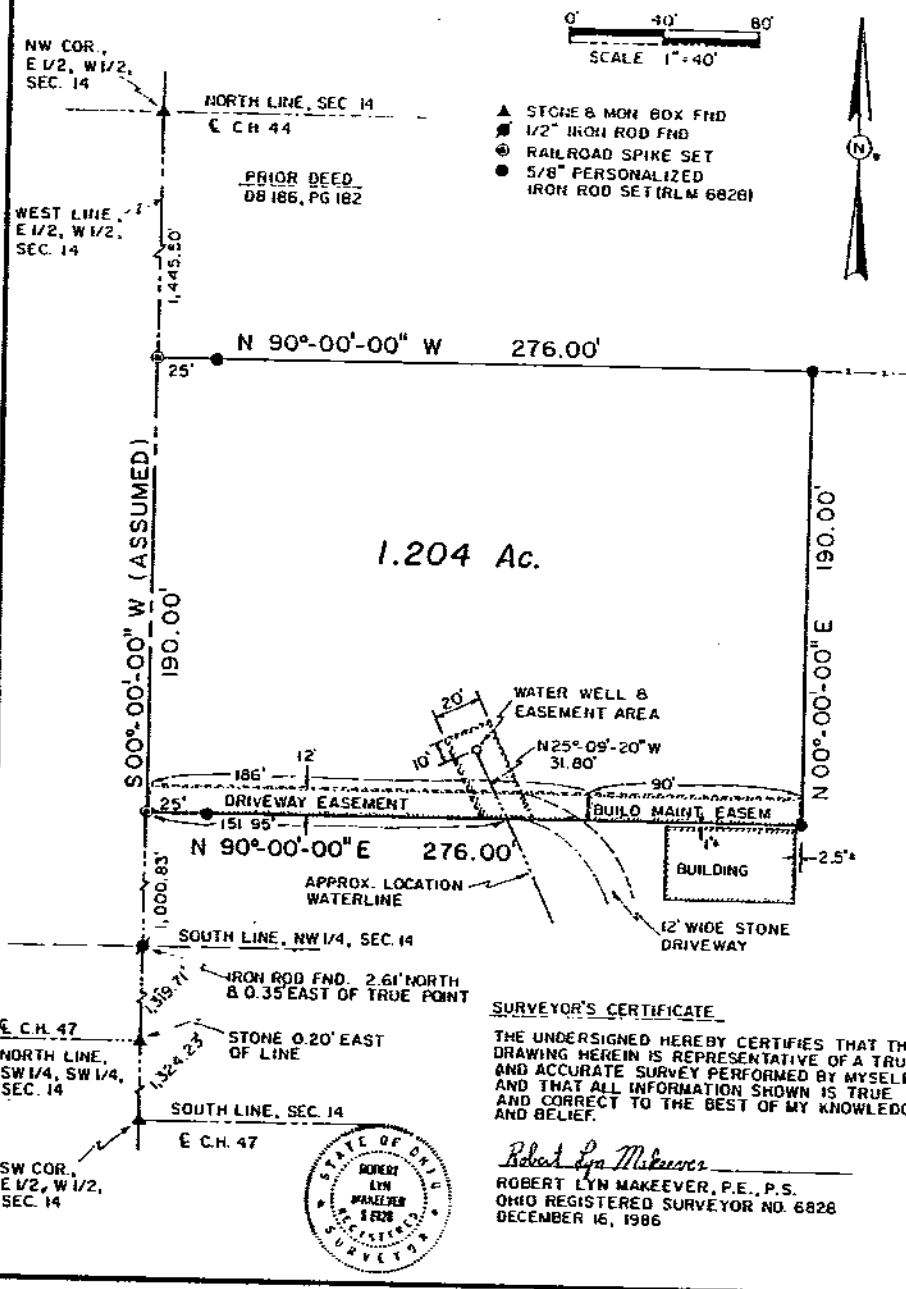 0' 40' 80'
SCALE 1"=40'
NW COR.,
E 1/2, W 1/2,
SEC. 14
NORTH LINE, SEC 14
℄ C H 44
PRIOR DEED
DB 186, PG 182
▲ STONE & MON BOX FND
1/2" IRON ROD FND
RAILROAD SPIKE SET
● 5/8" PERSONALIZED
IRON ROD SET (RLM 6828)
N
WEST LINE,
E 1/2, W 1/2,
SEC. 14
1,445.50'
N 90°-00'-00" W 276.00'
25'
S 00°-00'-00" W (ASSUMED)
190.00'
1.204 Ac.
190.00'
N 00°-00'-00" E
20'
WATER WELL &
EASEMENT AREA
10'
N25°-09'-20"W
31.80'
186'
12'
90'
25'
DRIVEWAY EASEMENT
BUILD MAINT EASEM
151 95'
N 90°-00'-00" E 276.00'
1'±
BUILDING
2.5'±
APPROX. LOCATION
WATERLINE
12' WIDE STONE
DRIVEWAY
1,000.83'
SOUTH LINE, NW 1/4, SEC. 14
IRON ROD FND. 2.61' NORTH
& 0.35' EAST OF TRUE POINT
1,319.71'
℄ C.H. 47
NORTH LINE,
SW 1/4, SW 1/4,
SEC. 14
STONE 0.20' EAST
OF LINE
1,324.23'
SOUTH LINE, SEC. 14
℄ C.H. 47
SW COR.,
E 1/2, W 1/2,
SEC. 14
STATE OF OHIO
ROBERT
LYN
MAKEEVER
S 6828
REGISTERED
SURVEYOR
SURVEYOR'S CERTIFICATE
THE UNDERSIGNED HEREBY CERTIFIES THAT TH
DRAWING HEREIN IS REPRESENTATIVE OF A TRU
AND ACCURATE SURVEY PERFORMED BY MYSELF
AND THAT ALL INFORMATION SHOWN IS TRUE
AND CORRECT TO THE BEST OF MY KNOWLEDG
AND BELIEF.
Robert Lyn Makeever
ROBERT LYN MAKEEVER, P.E., P.S.
OHIO REGISTERED SURVEYOR NO. 6828
DECEMBER 16, 1986